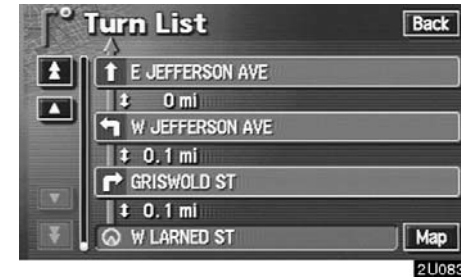 Turn List
Back
E JEFFERSON AVE
0 mi
W JEFFERSON AVE
0.1 mi
GRISWOLD ST
0.1 mi
W LARNED ST
Map
2U083